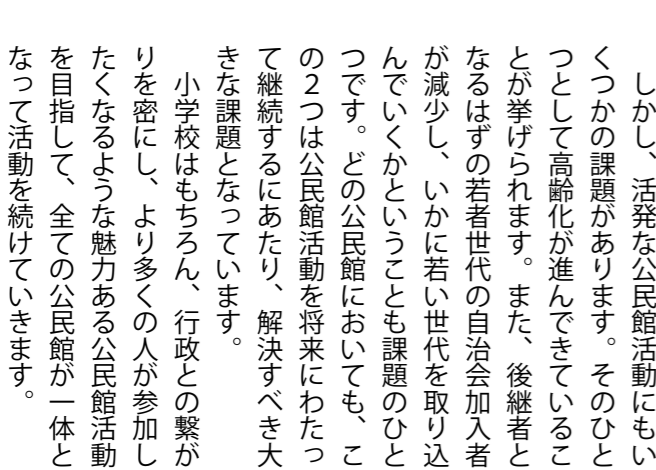 しかし、活発な公民館活動にもい
くつかの課題があります。そのひと
つとして高齢化が進んできているこ
とが挙げられます。また、後継者と
なるはずの若者世代の自治会加入者
が減少し、いかに若い世代を取り込
んでいくかということも課題のひと
つです。どの公民館においても、こ
の2つは公民館活動を将来にわたっ
て継続するにあたり、解決すべき大
きな課題となっています。
小学校はもちろん、行政との繋が
りを密にし、より多くの人が参加し
たくなるような魅力ある公民館活動
を目指して、全ての公民館が一体と
なって活動を続けていきます。